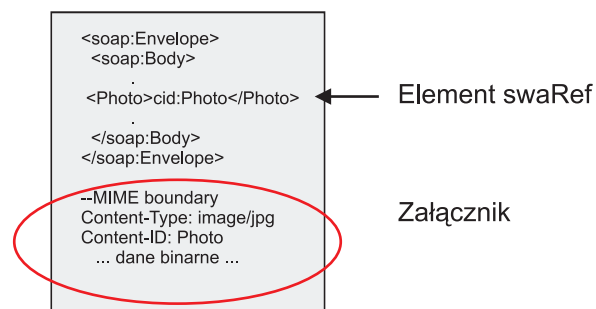 <soap:Envelope>
<soap:Body>
.
<Photo>cid:Photo</Photo>
Element swaRef
.
</soap:Body>
</soap:Envelope>
--MIME boundary
Content-Type: image/jpg
Załącznik
Content-ID: Photo
... dane binarne ...